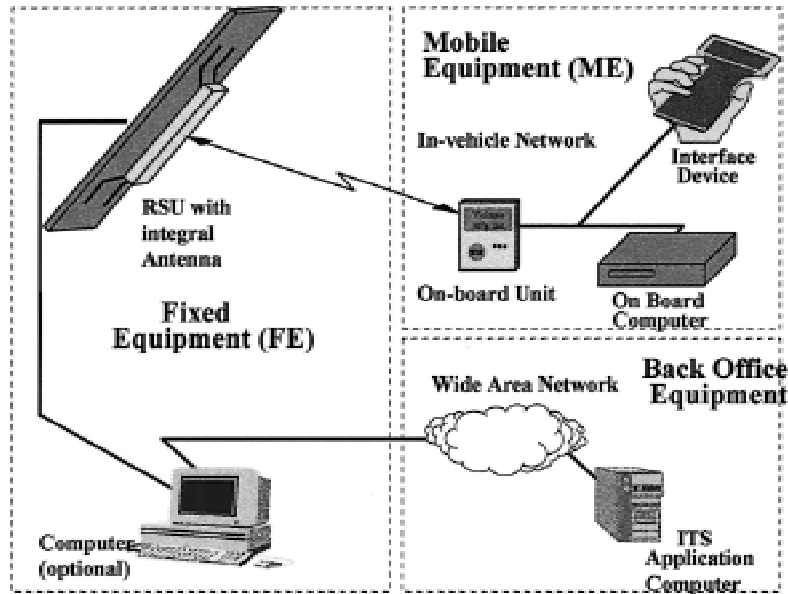 Mobile
Equipment (ME)
In-vehicle Network
Interface
Device
RSU with
integral
Antenna
On-board Unit
On Board
Computer
Fixed
Equipment (FE)
Back Office
Equipment
Wide Area Network
Computer
(optional)
ITS
Application
Computer